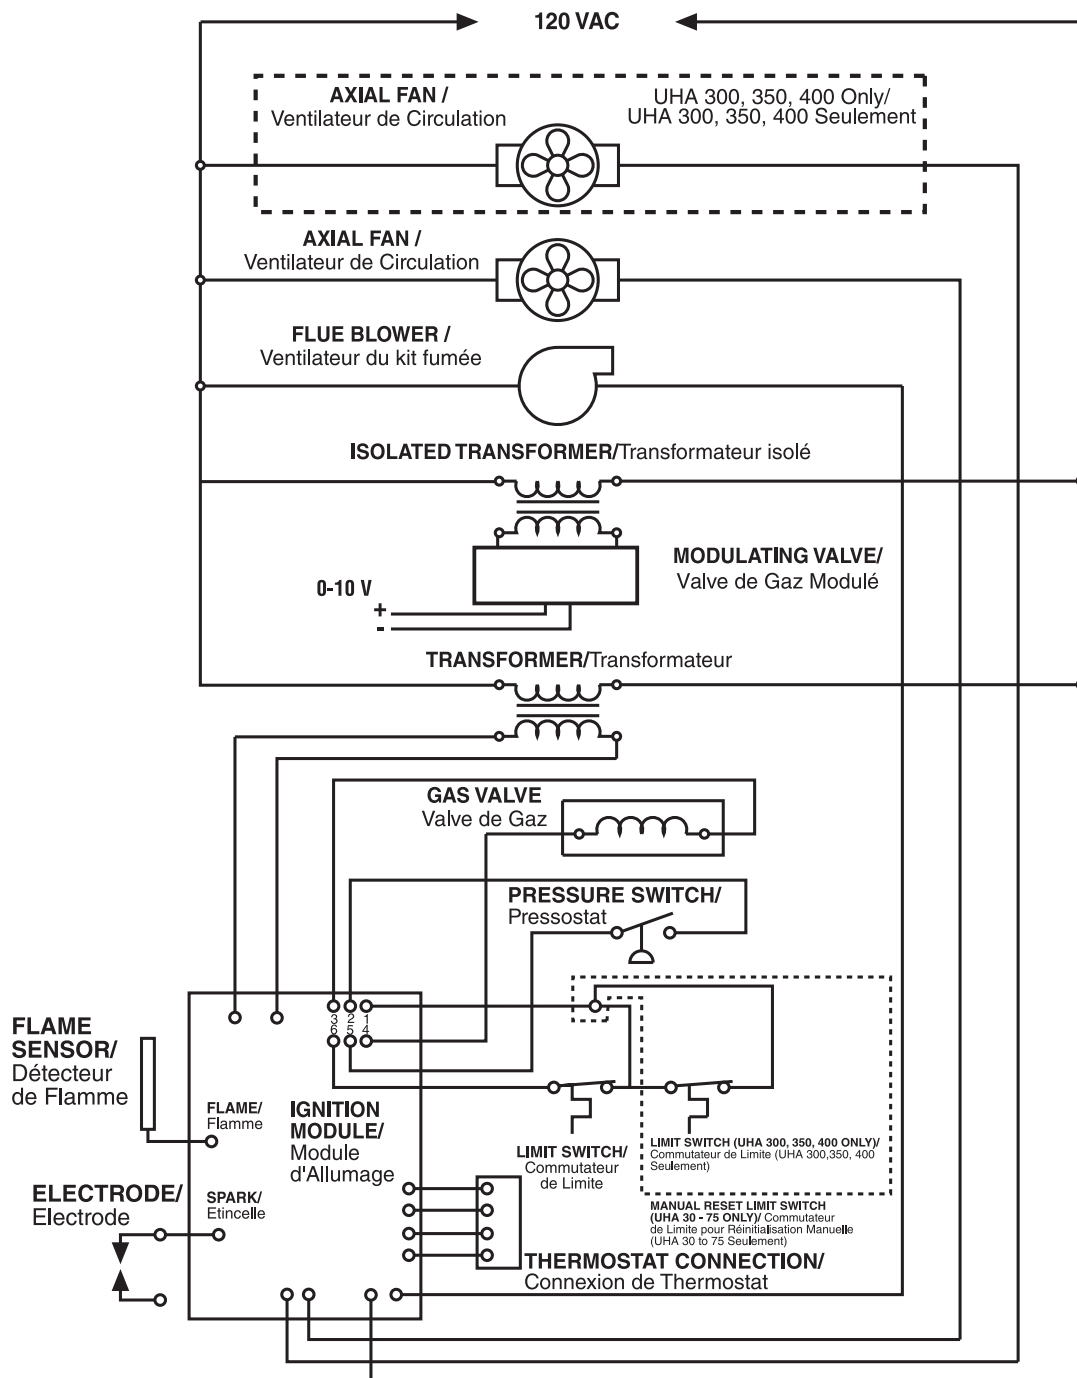 120 VAC
AXIAL FAN /
Ventilateur de Circulation
UHA 300, 350, 400 Only/
UHA 300, 350, 400 Seulement
AXIAL FAN /
Ventilateur de Circulation
FLUE BLOWER /
Ventilateur du kit fumée
ISOLATED TRANSFORMER/Transformateur isolé
MODULATING VALVE/
Valve de Gaz Modulé
0-10 V
+
-
TRANSFORMER/Transformateur
GAS VALVE
Valve de Gaz
PRESSURE SWITCH/
Pressostat
3 2 1
6 5 4
FLAME
SENSOR/
Détecteur
de Flamme
FLAME/
Flamme
IGNITION
MODULE/
Module
d'Allumage
LIMIT SWITCH/
Commutateur
de Limite
LIMIT SWITCH (UHA 300, 350, 400 ONLY)/
Commutateur de Limite (UHA 300,350, 400
Seulement)
ELECTRODE/
Electrode
SPARK/
Etincelle
MANUAL RESET LIMIT SWITCH
(UHA 30 - 75 ONLY)/ Commutateur
de Limite pour Réinitialisation Manuelle
(UHA 30 to 75 Seulement)
THERMOSTAT CONNECTION/
Connexion de Thermostat